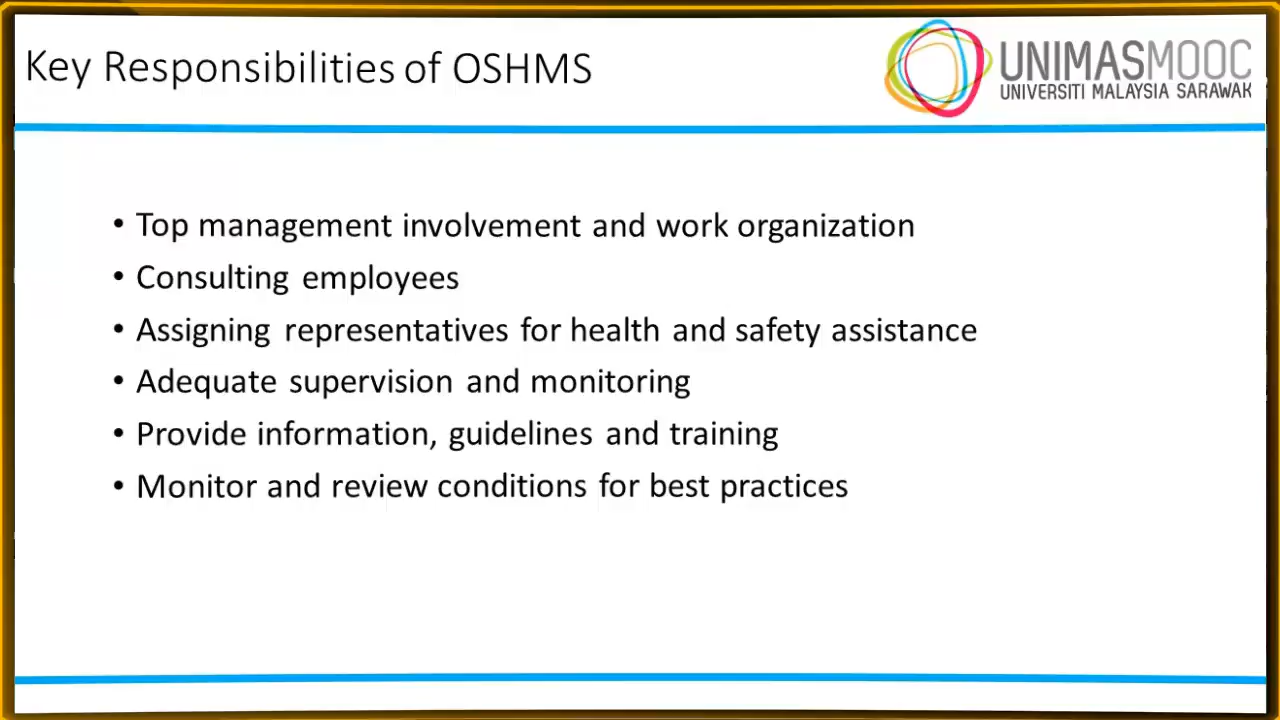 Key Responsibilities of OSHMS
UNIMASMOOC
UNIVERSITI MALAYSIA SARAWAK
• Top management involvement and work organization
• Consulting employees
• Assigning representatives for health and safety assistance
• Adequate supervision and monitoring
• Provide information, guidelines and training
• Monitor and review conditions for best practices